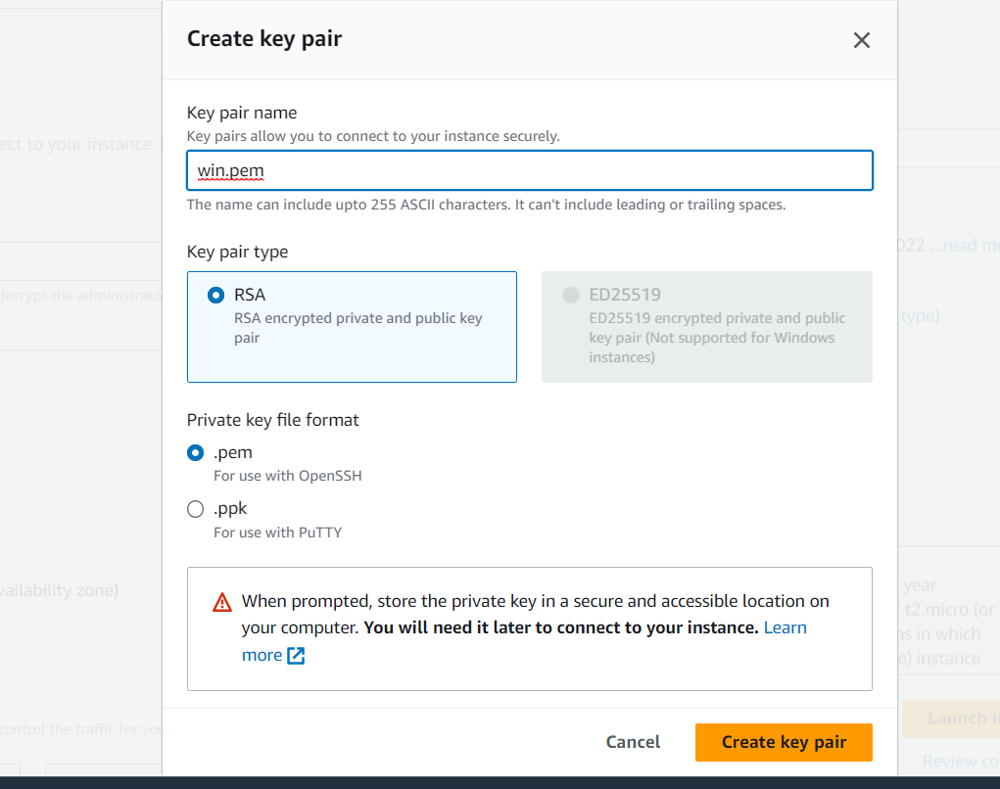 Create key pair
Key pair name
Key pairs allow you to connect to your instance securely.
ect to your instance.
win.pem
The name can include upto 255 ASCII characters. It can't include leading or trailing spaces.
Key pair type
022 ...read mo
RSA
RSA encrypted private and public key
pair
ED25519
ED25519 encrypted private and public
key pair (Not supported for Windows
instances)
decrypt the administrato
type)
Private key file format
.pem
For use with OpenSSH
.ppk
For use with PuTTY
vailability zone)
year
t2.micro (or
ns in which
e) instance
When prompted, store the private key in a secure and accessible location on
your computer. You will need it later to connect to your instance. Learn
more
control the traffic for you
Cancel
Create key pair
Launch i
Review co